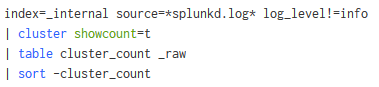 index=_internal source=*splunkd.log* log_level!=info
| cluster showcount=t
| table cluster_count _raw
| sort -cluster_count